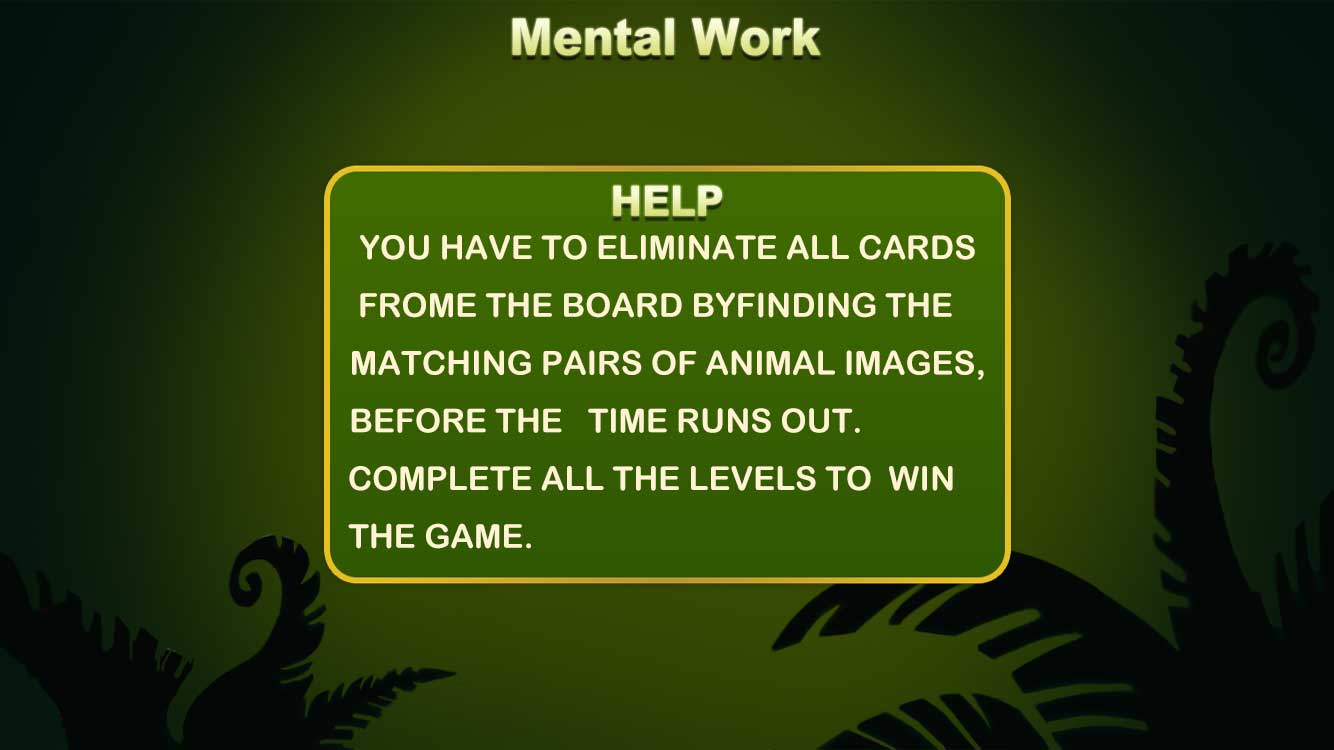 Mental Work
HELP
YOU HAVE TO ELIMINATE ALL CARDS
FROME THE BOARD BYFINDING THE
MATCHING PAIRS OF ANIMAL IMAGES,
BEFORE THE   TIME RUNS OUT.
COMPLETE ALL THE LEVELS TO  WIN
THE GAME.